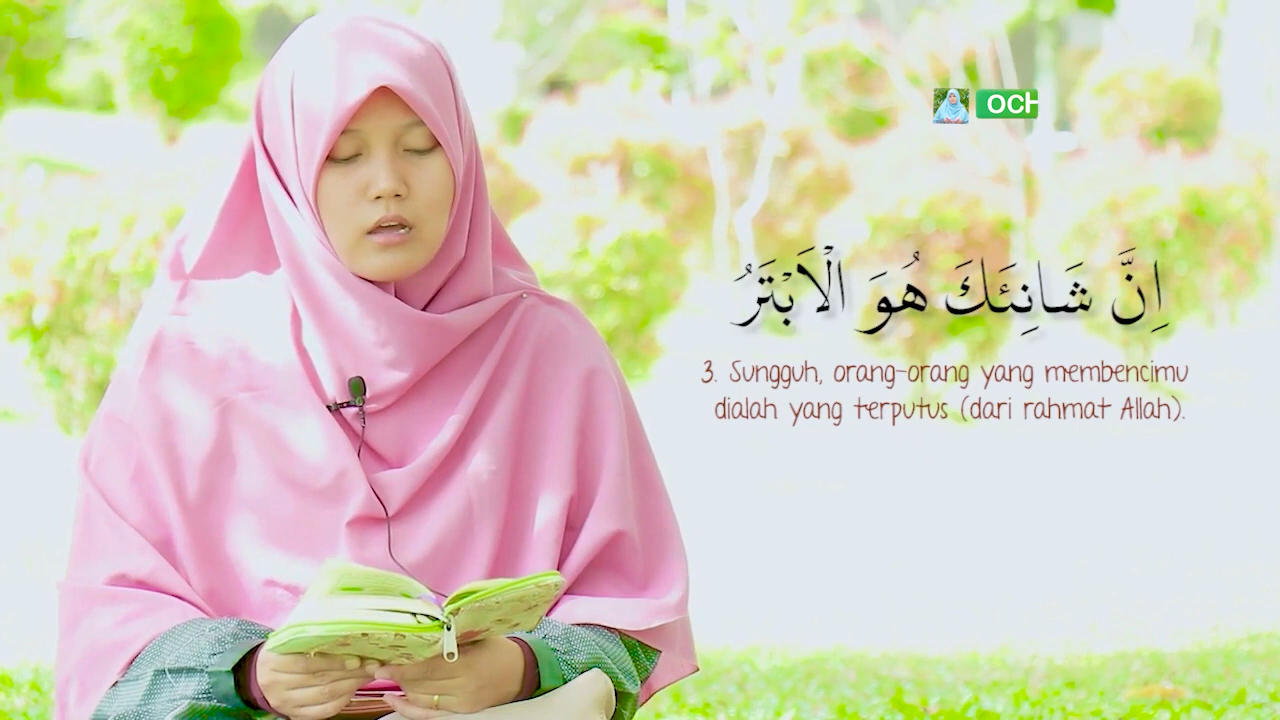 OCH
اِنَّ شَانِئَكَ هُوَ الْاَبْتَرُ
3. Sungguh, orang-orang yang membencimu
dialah yang terputus (dari rahmat Allah).